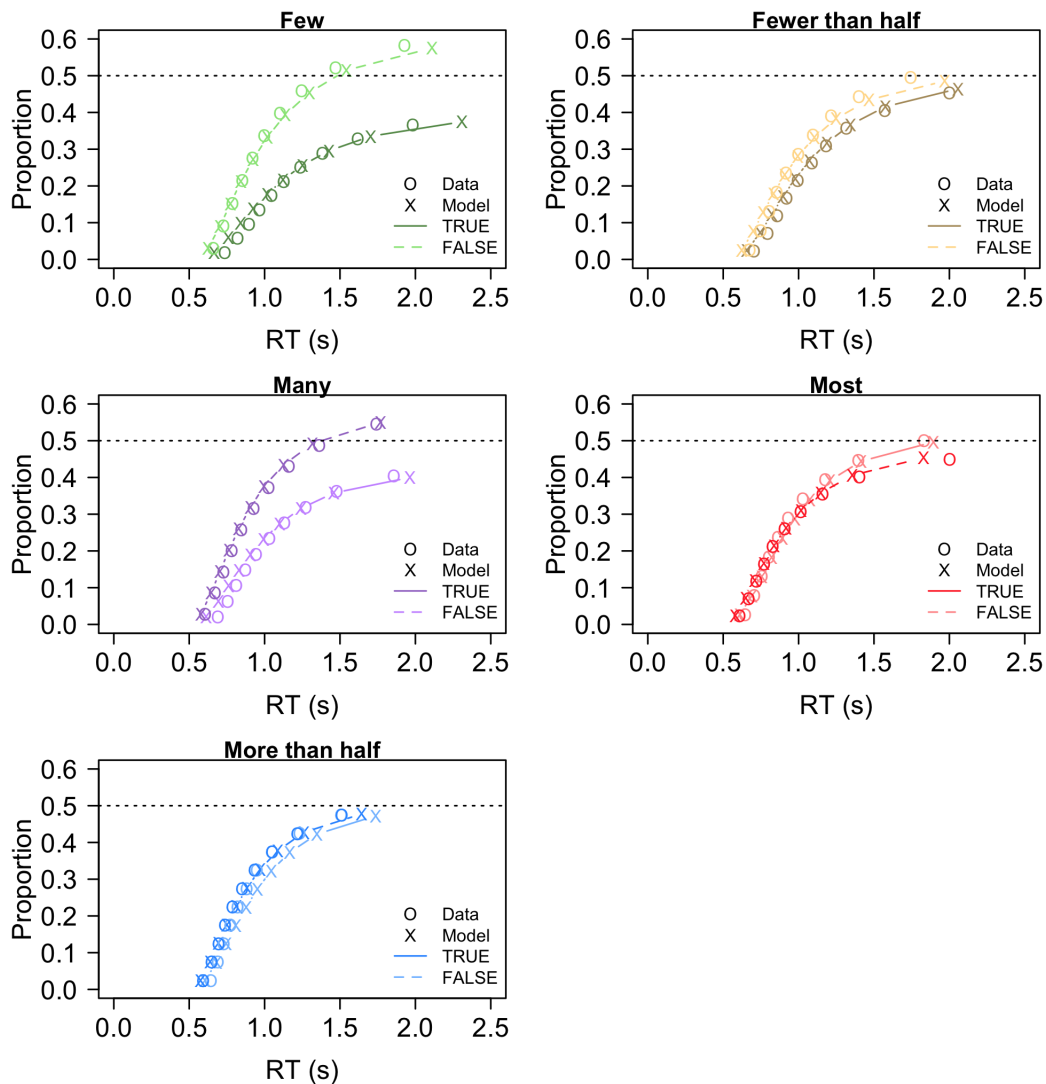 Few
Proportion
0.6
0.5
0.4
0.3
0.2
0.1
0.0
O Data
X Model
TRUE
FALSE
0.0 0.5 1.0 1.5 2.0 2.5
RT (s)
Fewer than half
Proportion
0.6
0.5
0.4
0.3
0.2
0.1
0.0
O Data
X Model
TRUE
FALSE
0.0 0.5 1.0 1.5 2.0 2.5
RT (s)
Many
Proportion
0.6
0.5
0.4
0.3
0.2
0.1
0.0
O Data
X Model
TRUE
FALSE
0.0 0.5 1.0 1.5 2.0 2.5
RT (s)
Most
Proportion
0.6
0.5
0.4
0.3
0.2
0.1
0.0
O Data
X Model
TRUE
FALSE
0.0 0.5 1.0 1.5 2.0 2.5
RT (s)
More than half
Proportion
0.6
0.5
0.4
0.3
0.2
0.1
0.0
O Data
X Model
TRUE
FALSE
0.0 0.5 1.0 1.5 2.0 2.5
RT (s)